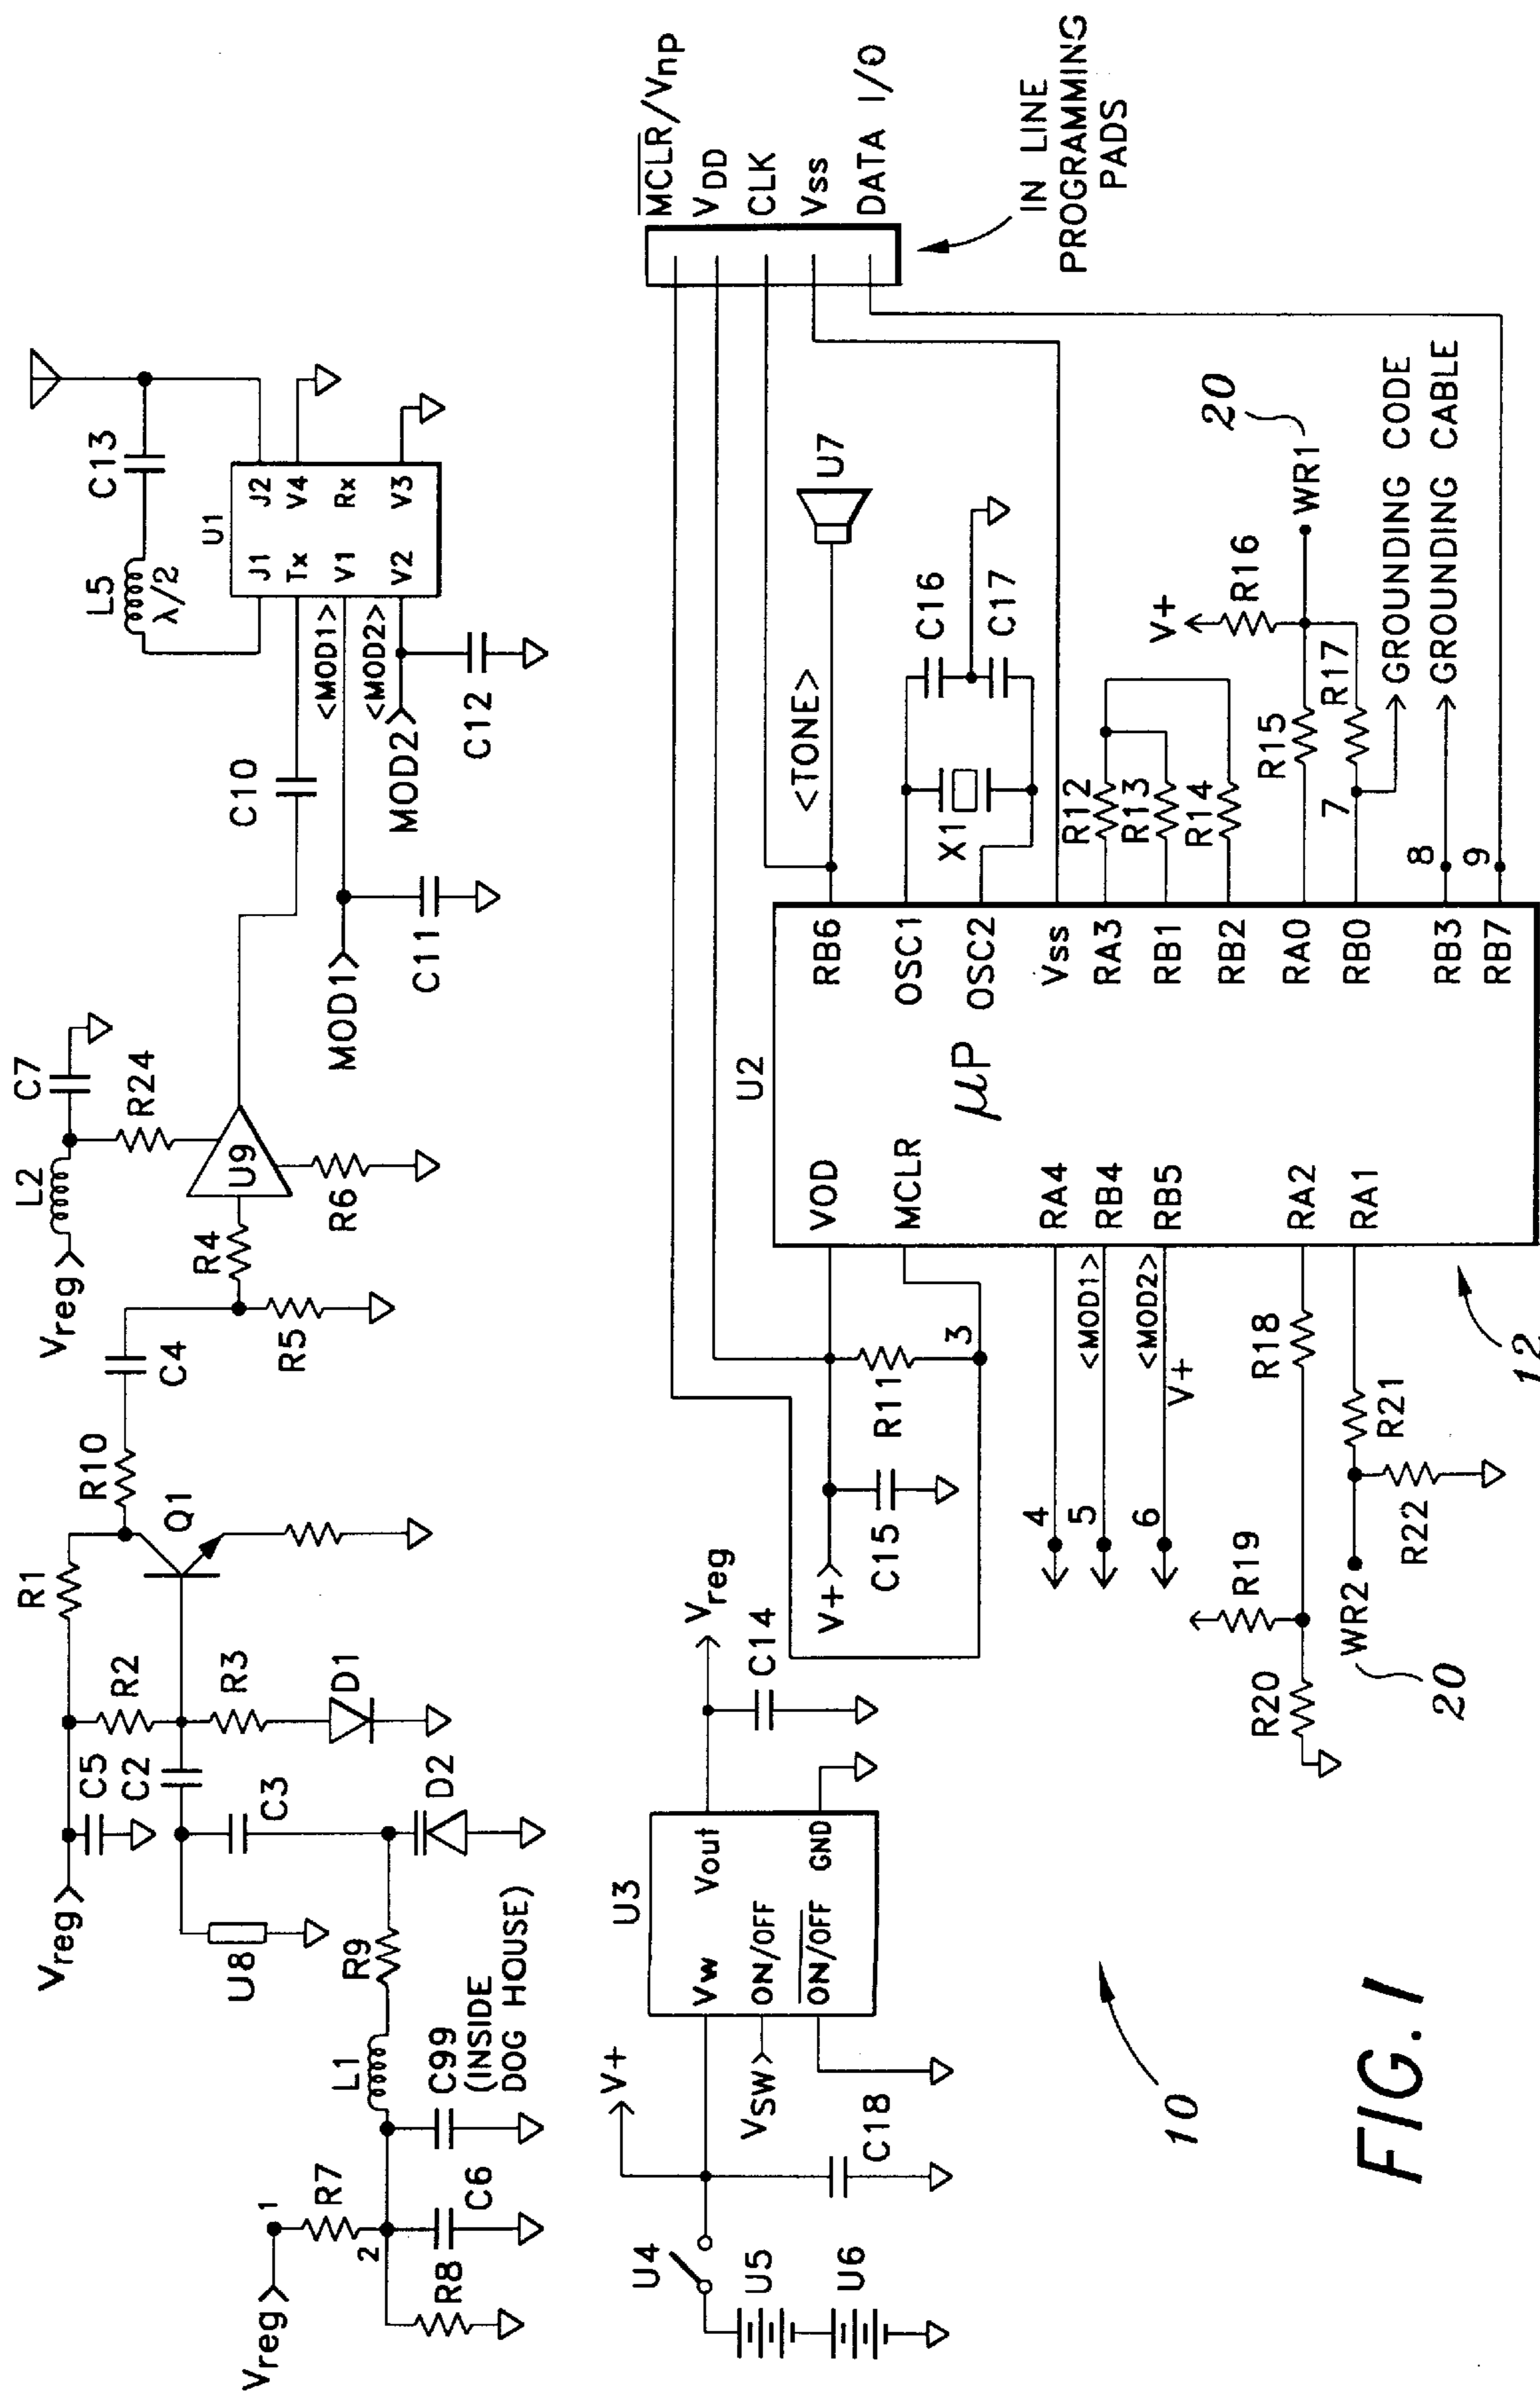 Vreg
1
R7
2
R8
C6
C99
(INSIDE
DOG HOUSE)
L1
R9
D2
C3
U8
Vreg
C5
C2
R2
R3
D1
R1
Q1
R10
C4
R5
R4
Vreg
L2
C7
R24
U9
R6
C10
MOD1
C11
<MOD1>
<MOD2>
MOD2
C12
L5
λ/2
C13
U1
J1
J2
Tx
V4
V1
Rx
V2
V3
U4
U5
U6
V+
C18
VSW
U3
Vw
Vout
ON/OFF
ON/OFF
GND
Vreg
C14
V+
C15
R11
3
4
5
6
<MOD1>
<MOD2>
V+
R19
R20
R18
WR2
20
R21
R22
U2
μP
VOD
MCLR
RA4
RB4
RB5
RA2
RA1
12
RB6
OSC1
OSC2
Vss
RA3
RB1
RB2
RA0
RB0
RB3
RB7
<TONE>
U7
X1
C16
C17
R12
R13
R14
R15
V+
R16
R17
WR1
20
7
GROUNDING CODE
8
GROUNDING CABLE
9
MCLR/Vnp
VDD
CLK
Vss
DATA I/O
IN LINE
PROGRAMMING
PADS
10
FIG. 1